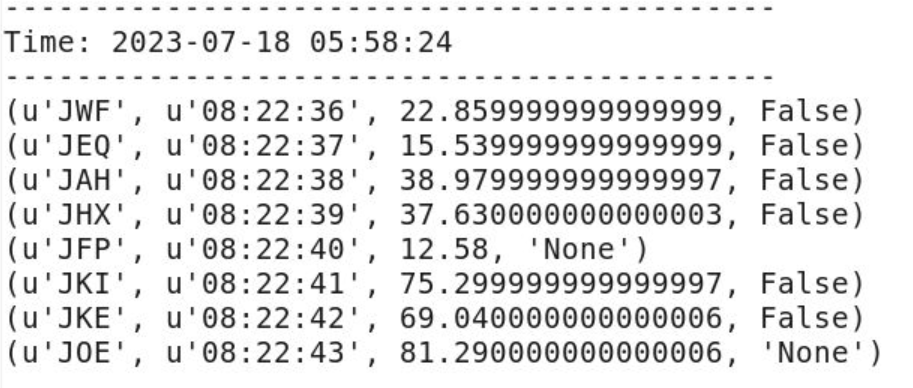 -------------------------------------------
Time: 2023-07-18 05:58:24
-------------------------------------------
(u'JWF', u'08:22:36', 22.859999999999999, False)
(u'JEQ', u'08:22:37', 15.539999999999999, False)
(u'JAH', u'08:22:38', 38.979999999999997, False)
(u'JHX', u'08:22:39', 37.630000000000003, False)
(u'JFP', u'08:22:40', 12.58, 'None')
(u'JKI', u'08:22:41', 75.299999999999997, False)
(u'JKE', u'08:22:42', 69.040000000000006, False)
(u'JOE', u'08:22:43', 81.290000000000006, 'None')